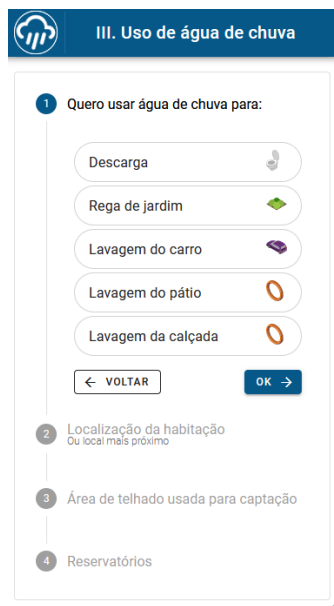 III. Uso de água de chuva
1 Quero usar água de chuva para:
Descarga
Rega de jardim
Lavagem do carro
Lavagem do pátio
Lavagem da calçada
← VOLTAR OK →
2 Localização da habitação
Ou local mais próximo
3 Área de telhado usada para captação
4 Reservatórios